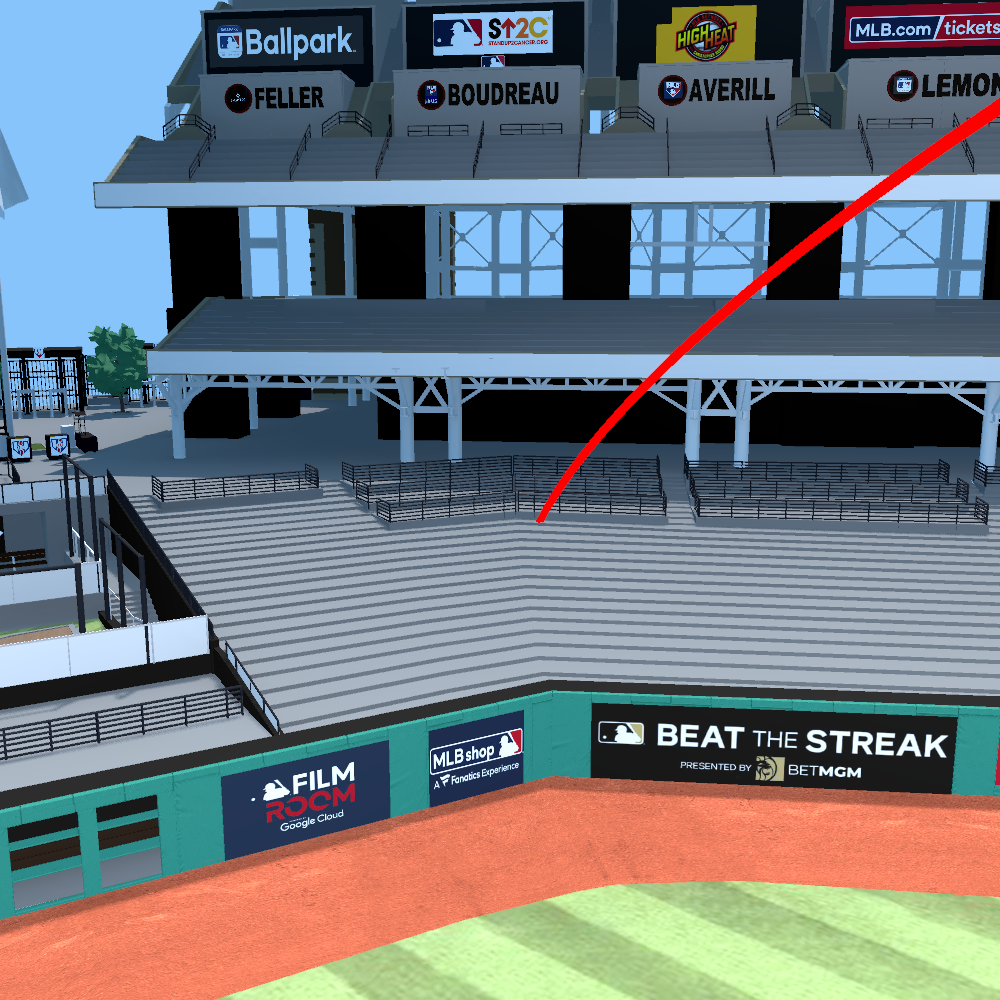 Ballpark
S↑2C
STANDUP2CANCER.ORG
HIGH HEAT
MLB.com/tickets
FELLER
BOUDREAU
AVERILL
LEMON
BEAT THE STREAK
PRESENTED BY BETMGM
MLB shop
A Fanatics Experience
FILM
ROOM
Google Cloud